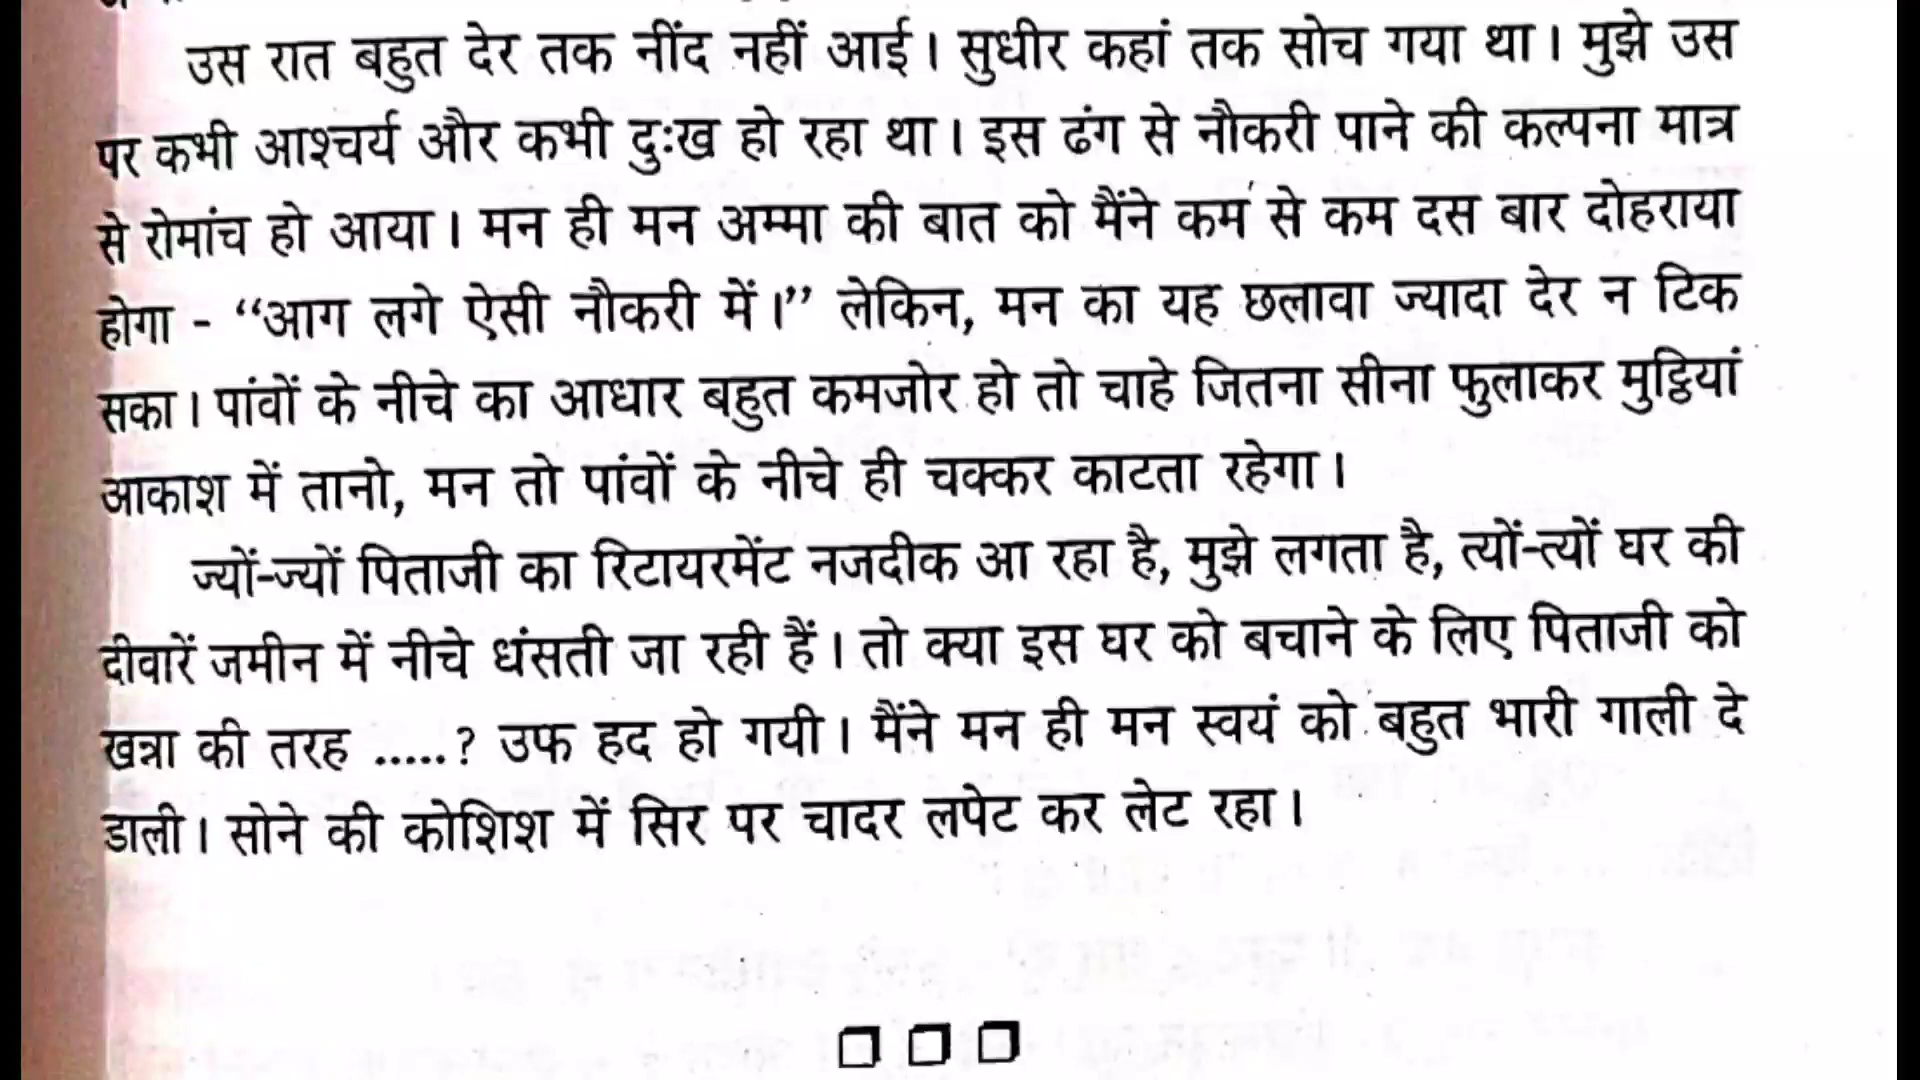 उस रात बहुत देर तक नींद नहीं आई। सुधीर कहां तक सोच गया था। मुझे उस
पर कभी आश्चर्य और कभी दुःख हो रहा था। इस ढंग से नौकरी पाने की कल्पना मात्र
से रोमांच हो आया। मन ही मन अम्मा की बात को मैंने कम से कम दस बार दोहराया
होगा - “आग लगे ऐसी नौकरी में।” लेकिन, मन का यह छलावा ज्यादा देर न टिक
सका। पांवों के नीचे का आधार बहुत कमजोर हो तो चाहे जितना सीना फुलाकर मुट्ठियां
आकाश में तानो, मन तो पांवों के नीचे ही चक्कर काटता रहेगा।
ज्यों-ज्यों पिताजी का रिटायरमेंट नजदीक आ रहा है, मुझे लगता है, त्यों-त्यों घर की
दीवारें जमीन में नीचे धंसती जा रही हैं। तो क्या इस घर को बचाने के लिए पिताजी को
खन्ना की तरह .....? उफ हद हो गयी। मैंने मन ही मन स्वयं को बहुत भारी गाली दे
डाली। सोने की कोशिश में सिर पर चादर लपेट कर लेट रहा।